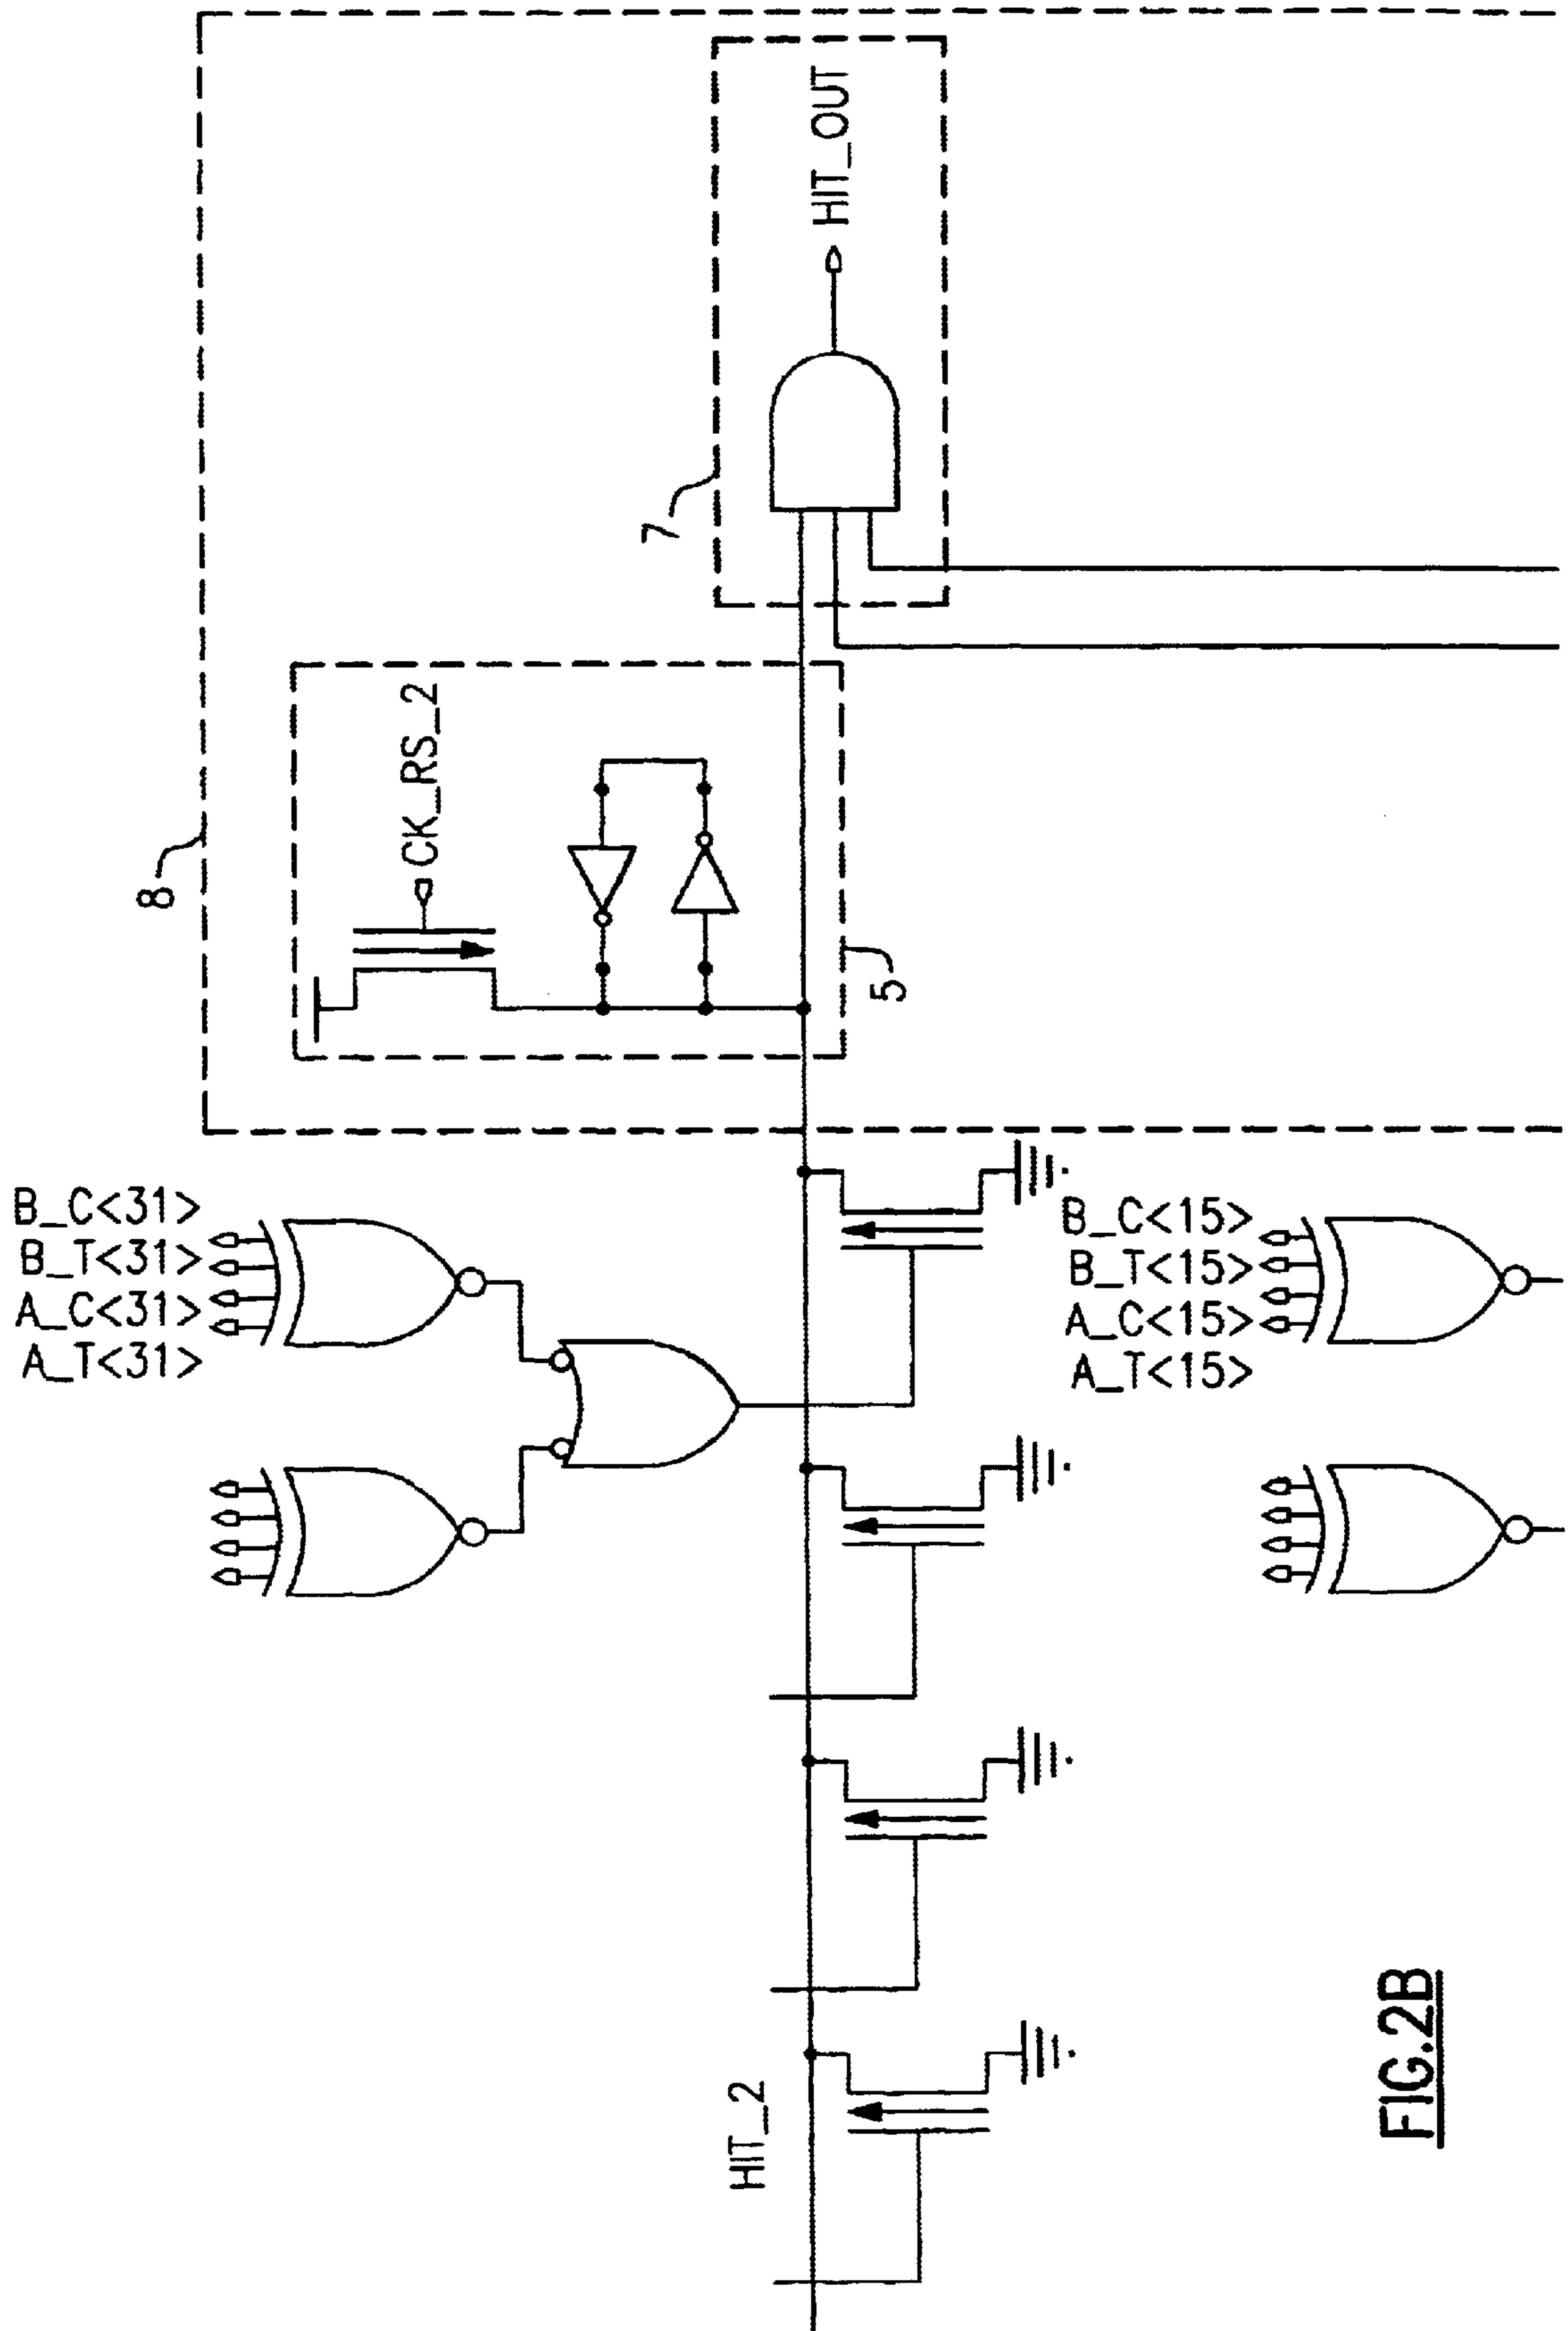 B_C<31>
B_T<31>
A_C<31>
A_T<31>
8
CK_RS_2
5
7
HIT_OUT
HIT_2
B_C<15>
B_T<15>
A_C<15>
A_T<15>
FIG.2B